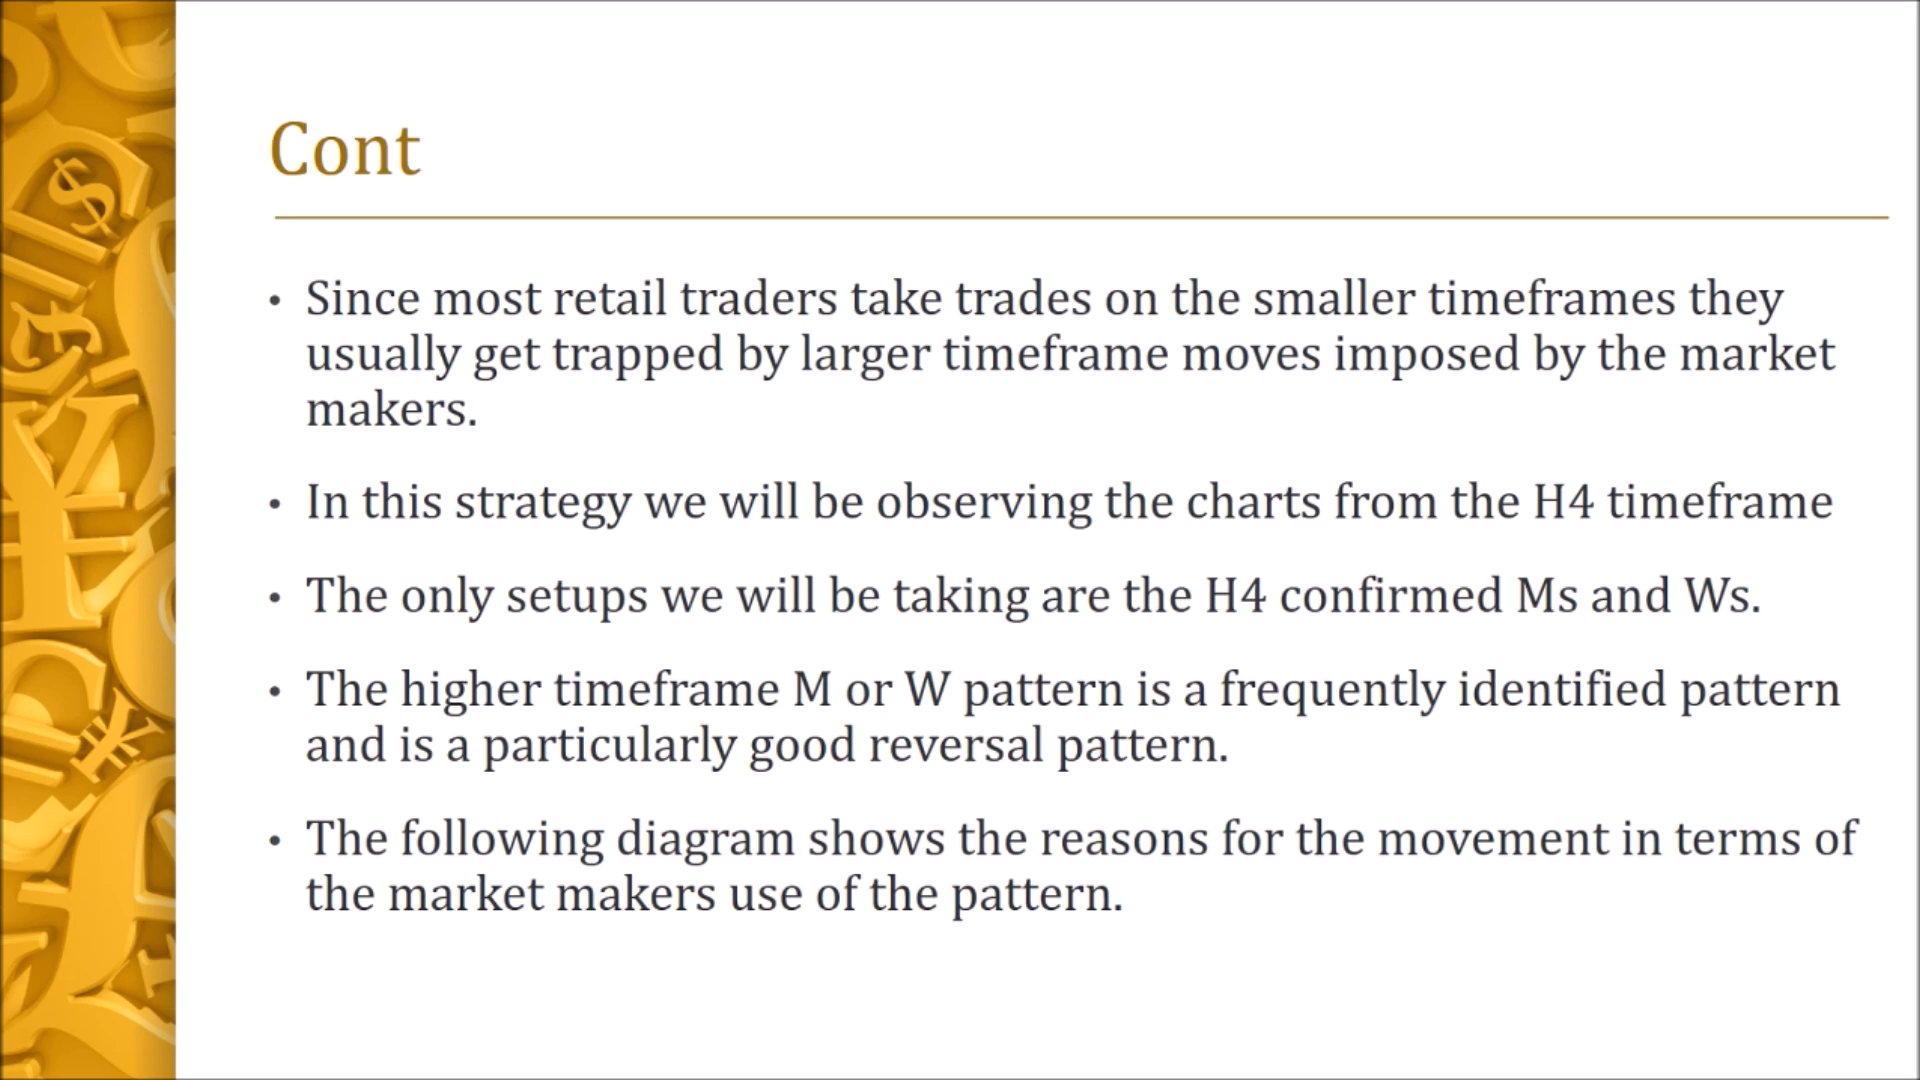 Cont
• Since most retail traders take trades on the smaller timeframes they
usually get trapped by larger timeframe moves imposed by the market
makers.
• In this strategy we will be observing the charts from the H4 timeframe
• The only setups we will be taking are the H4 confirmed Ms and Ws.
• The higher timeframe M or W pattern is a frequently identified pattern
and is a particularly good reversal pattern.
• The following diagram shows the reasons for the movement in terms of
the market makers use of the pattern.